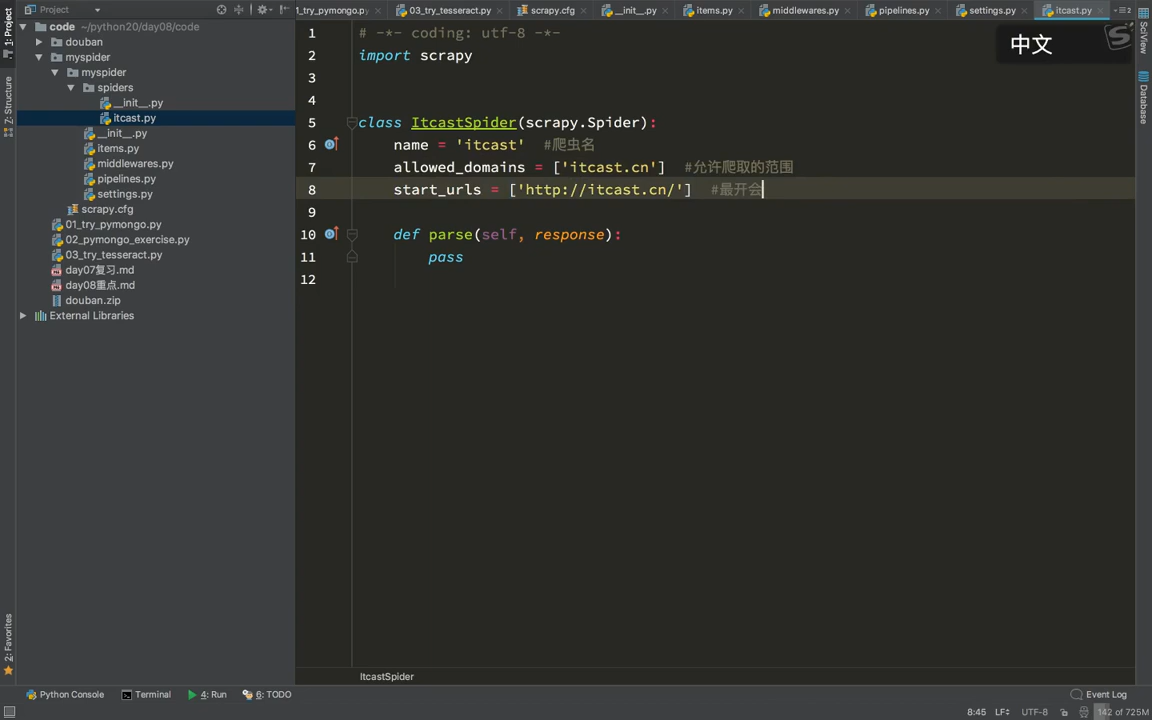 Project
1_try_pymongo.py
03_try_tesseract.py
scrapy.cfg
__init__.py
items.py
middlewares.py
pipelines.py
settings.py
itcast.py
1: Project
Z: Structure
2: Favorites
SciView
Database
code ~/python20/day08/code
douban
myspider
myspider
spiders
__init__.py
itcast.py
__init__.py
items.py
middlewares.py
pipelines.py
settings.py
scrapy.cfg
01_try_pymongo.py
02_pymongo_exercise.py
03_try_tesseract.py
day07复习.md
day08重点.md
douban.zip
External Libraries
中文
1 # -*- coding: utf-8 -*-
2 import scrapy
3
4
5 class ItcastSpider(scrapy.Spider):
6 name = 'itcast' #爬虫名
7 allowed_domains = ['itcast.cn'] #允许爬取的范围
8 start_urls = ['http://itcast.cn/'] #最开会
9
10 def parse(self, response):
11 pass
12
ItcastSpider
Python Console
Terminal
4: Run
6: TODO
Event Log
8:45 LF UTF-8 142 of 725M